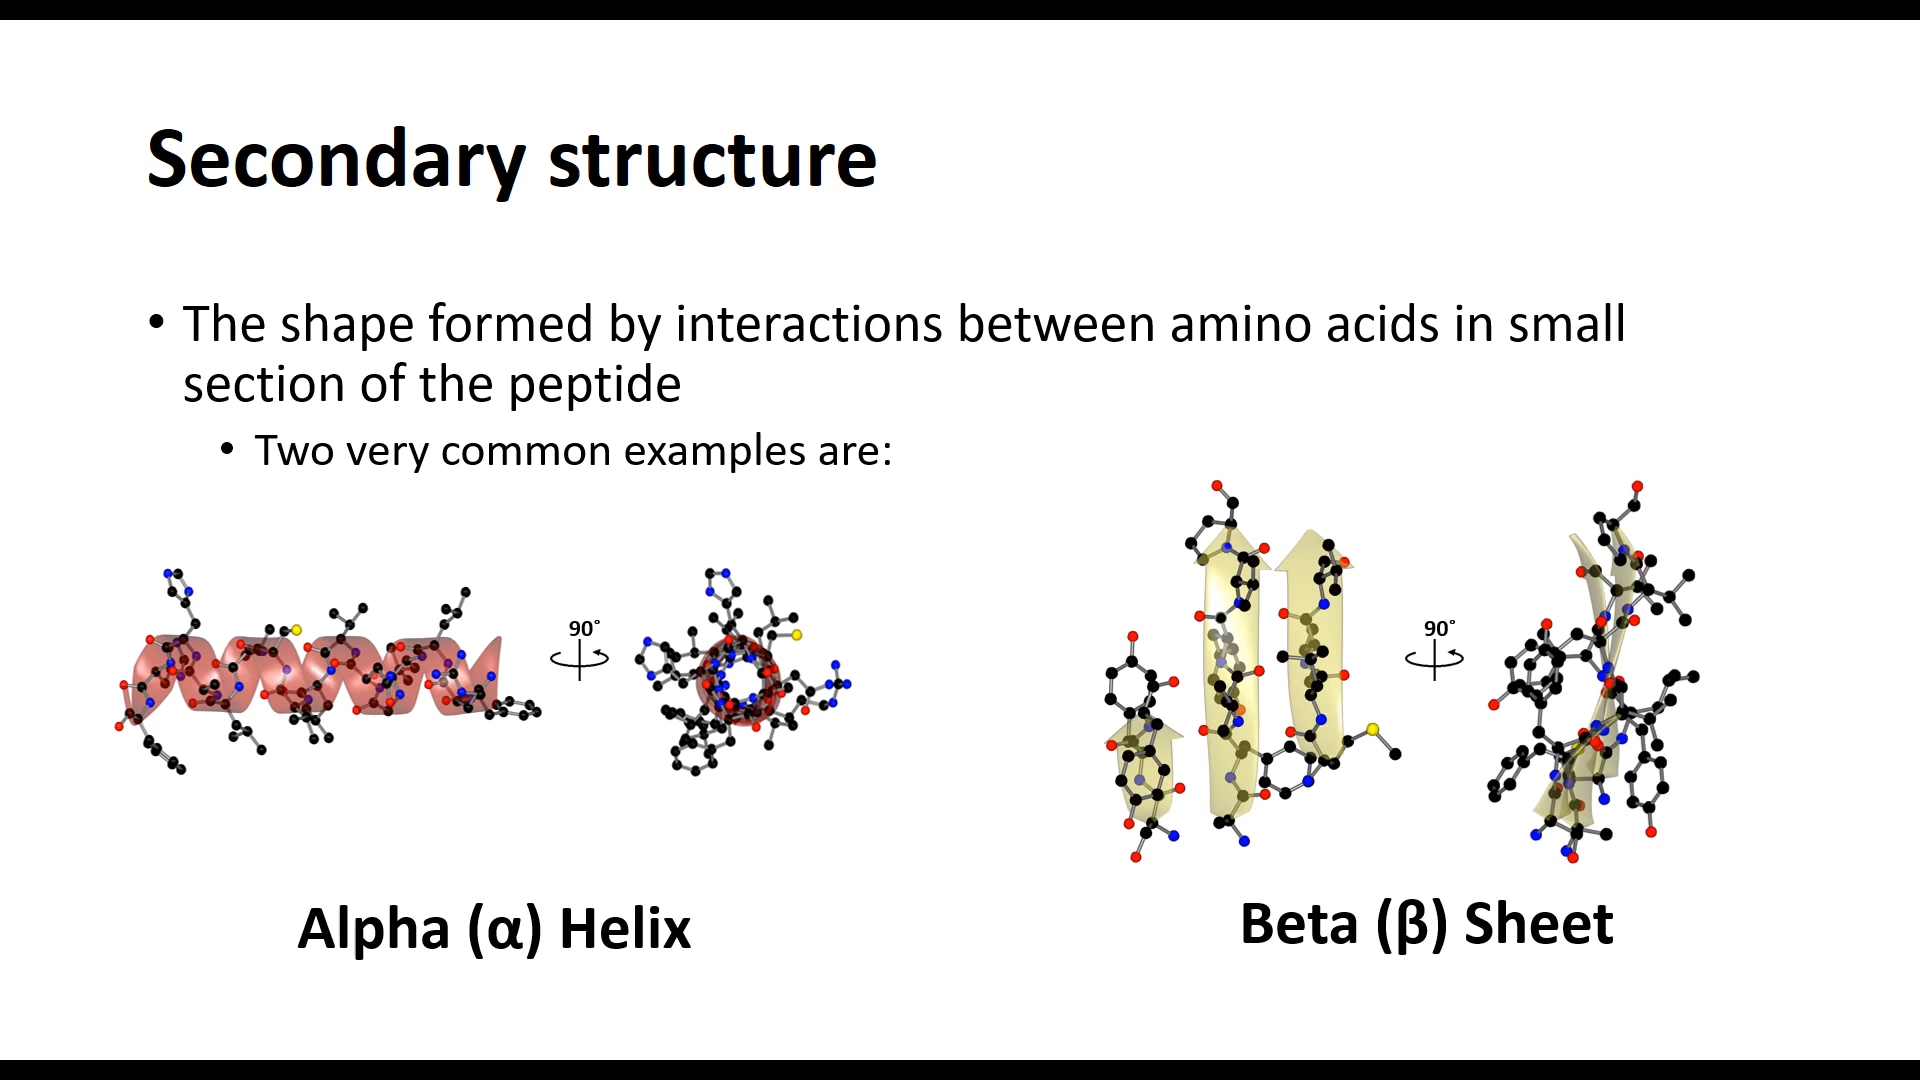 Secondary structure
• The shape formed by interactions between amino acids in small
section of the peptide
• Two very common examples are:
90°
90°
Alpha (α) Helix
Beta (β) Sheet